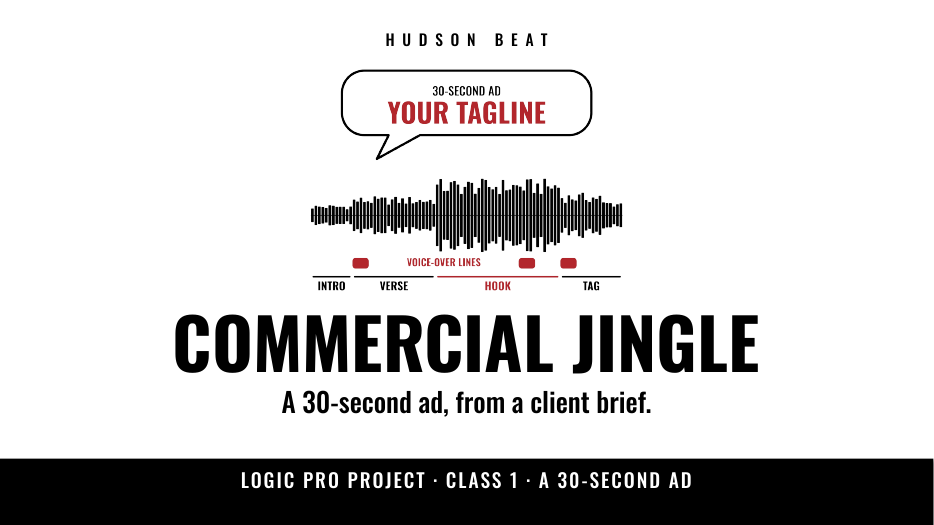 HUDSON BEAT
30-SECOND AD
YOUR TAGLINE
VOICE-OVER LINES
INTRO VERSE HOOK TAG
COMMERCIAL JINGLE
A 30-second ad, from a client brief.
LOGIC PRO PROJECT · CLASS 1 · A 30-SECOND AD